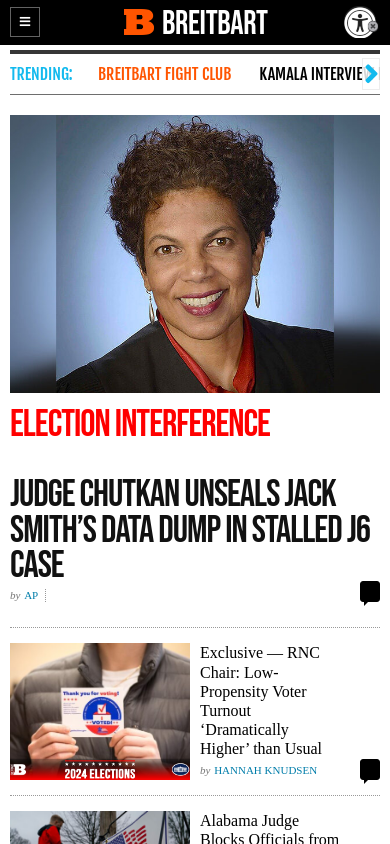 BREITBART
TRENDING:
BREITBART FIGHT CLUB
KAMALA INTERVIE
ELECTION INTERFERENCE
JUDGE CHUTKAN UNSEALS JACK
SMITH’S DATA DUMP IN STALLED J6
CASE
by AP
Thank you for voting!
I VOTED!
B
2024 ELECTIONS
Exclusive — RNC
Chair: Low-
Propensity Voter
Turnout
‘Dramatically
Higher’ than Usual
by HANNAH KNUDSEN
Alabama Judge
Blocks Officials from